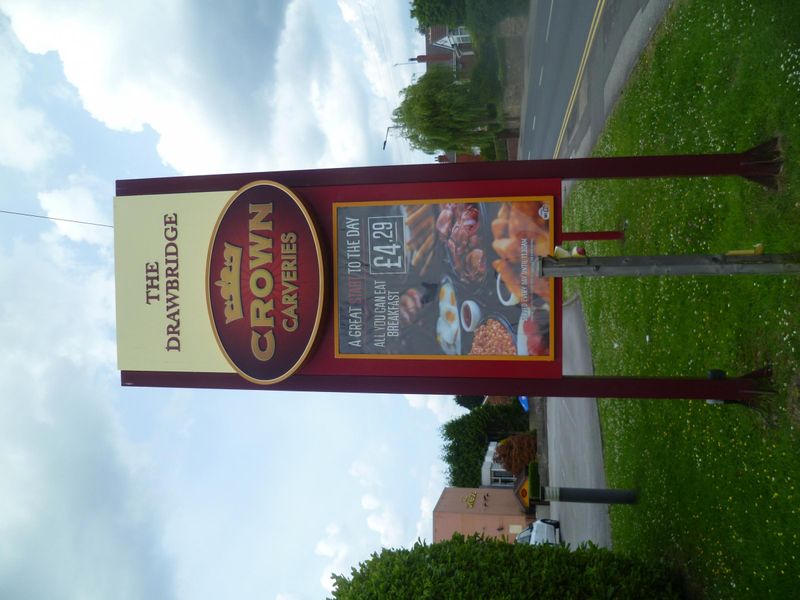 THE
DRAWBRIDGE
CROWN
CARVERIES
A GREAT START TO THE DAY
ALL YOU CAN EAT
BREAKFAST
£4.29